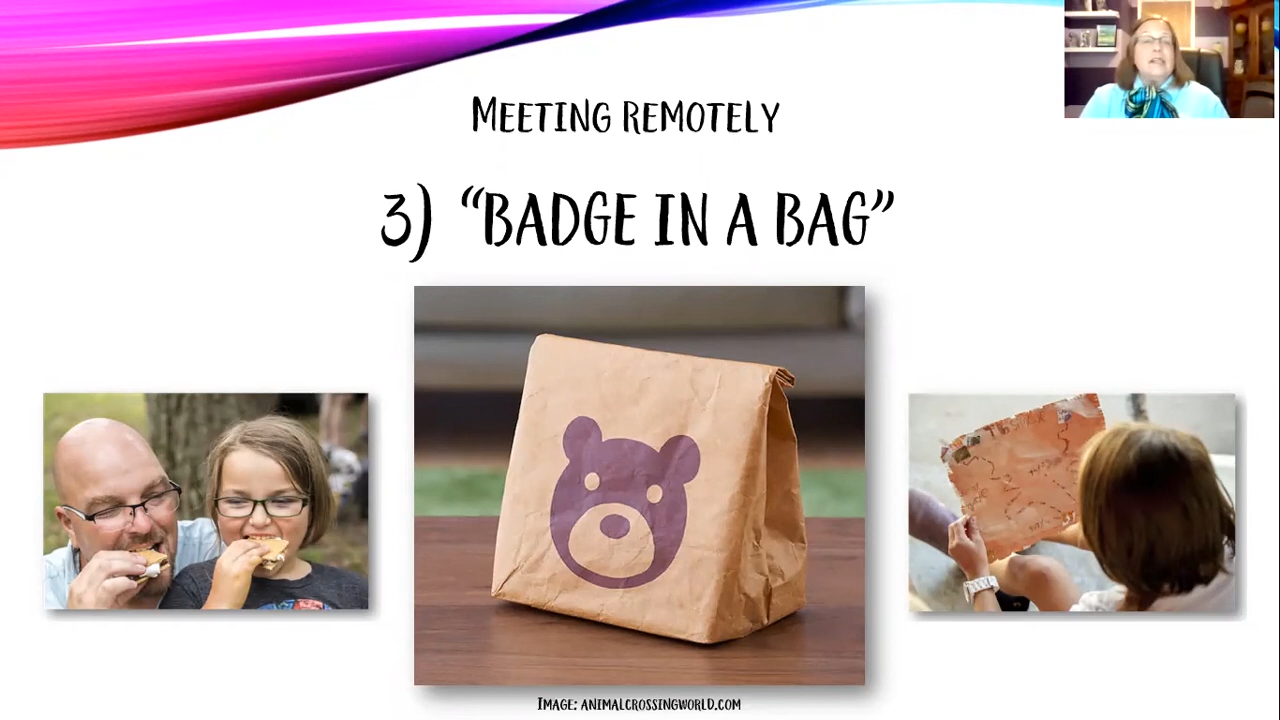 Meeting remotely
3) “Badge in a Bag”
Image: animalcrossingworld.com